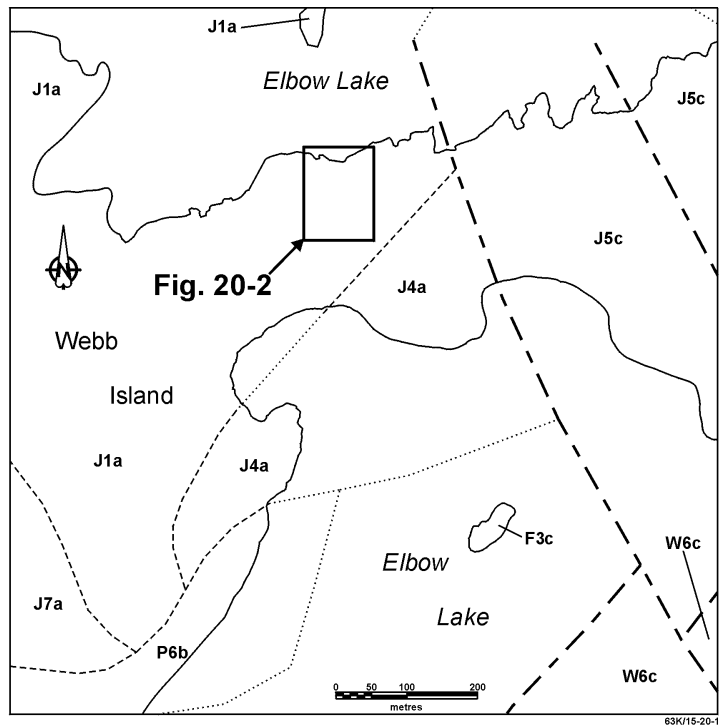 J1a
Elbow Lake
J1a
J5c
J5c
N
Fig. 20-2
J4a
Webb
Island
J1a
J4a
F3c
W6c
Elbow
Lake
J7a
P6b
W6c
0 50 100 200
metres
63K/15-20-1